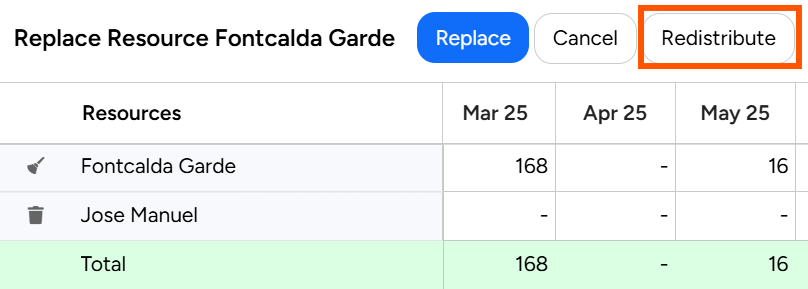 Replace Resource Fontcalda Garde Replace Cancel Redistribute
Resources Mar 25 Apr 25 May 25
Fontcalda Garde 168 - 16
Jose Manuel - - -
Total 168 - 16